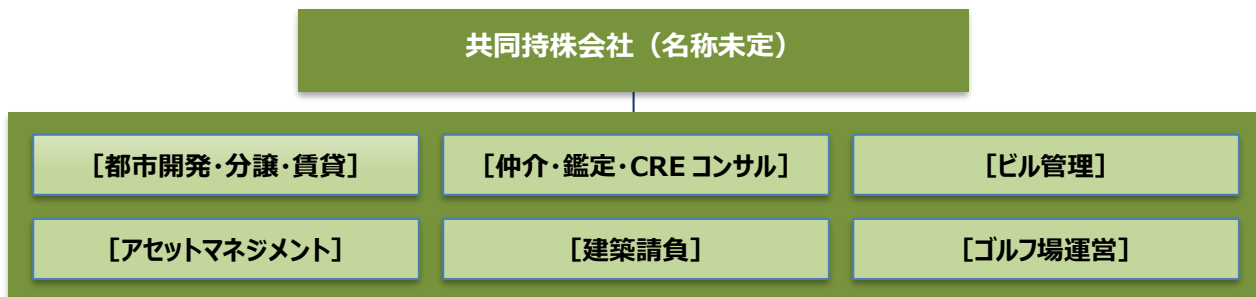 共同持株会社（名称未定）
［都市開発・分譲・賃貸］
［仲介・鑑定・CRE コンサル］
［ビル管理］
［アセットマネジメント］
［建築請負］
［ゴルフ場運営］